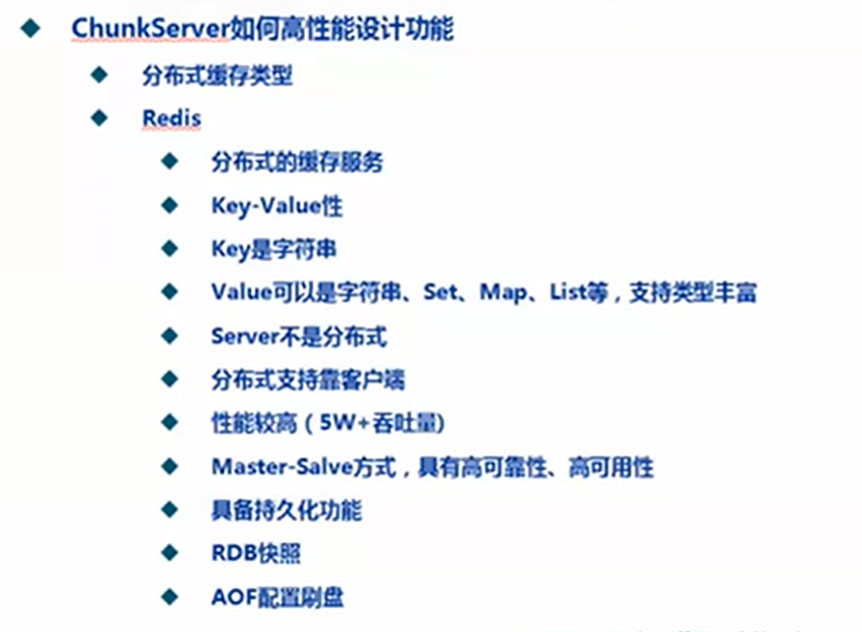 ChunkServer如何高性能设计功能
分布式缓存类型
Redis
分布式的缓存服务
Key-Value性
Key是字符串
Value可以是字符串、Set、Map、List等，支持类型丰富
Server不是分布式
分布式支持靠客户端
性能较高（5W+吞吐量)
Master-Salve方式，具有高可靠性、高可用性
具备持久化功能
RDB快照
AOF配置刷盘